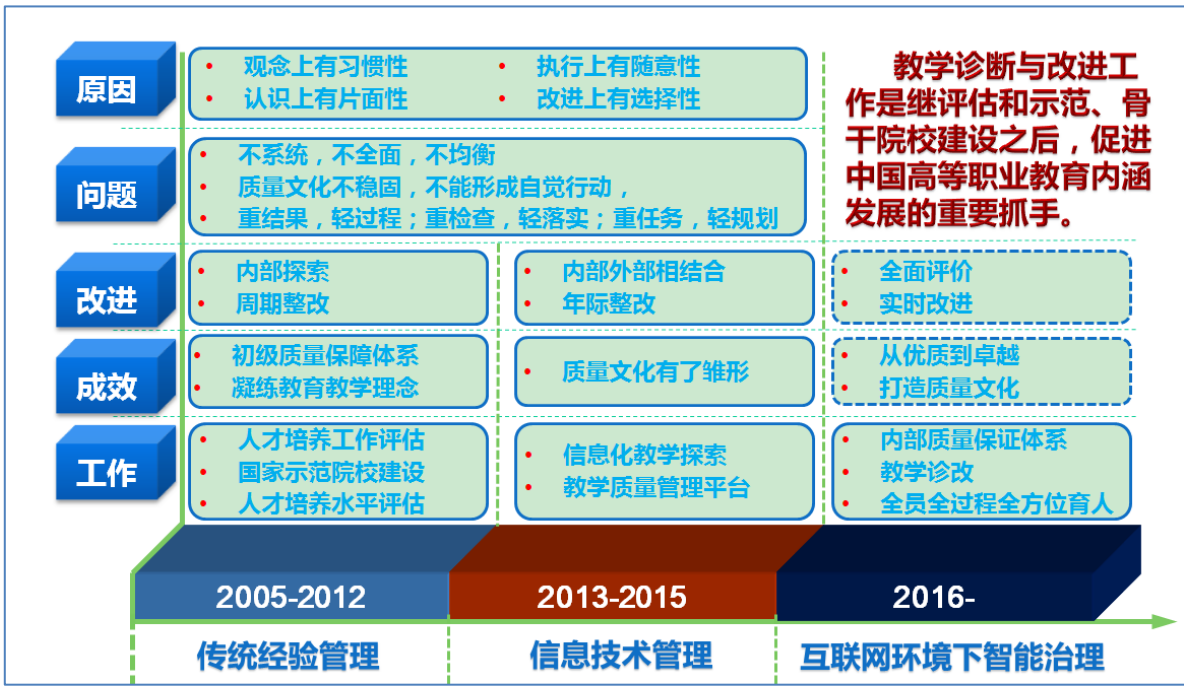 原因
• 观念上有习惯性
• 执行上有随意性
• 认识上有片面性
• 改进上有选择性
教学诊断与改进工
作是继评估和示范、骨
干院校建设之后，促进
中国高等职业教育内涵
发展的重要抓手。
问题
• 不系统，不全面，不均衡
• 质量文化不稳固，不能形成自觉行动，
• 重结果，轻过程；重检查，轻落实；重任务，轻规划
改进
• 内部探索
• 周期整改
• 内部外部相结合
• 年际整改
• 全面评价
• 实时改进
成效
• 初级质量保障体系
• 凝练教育教学理念
• 质量文化有了雏形
• 从优质到卓越
• 打造质量文化
工作
• 人才培养工作评估
• 国家示范院校建设
• 人才培养水平评估
• 信息化教学探索
• 教学质量管理平台
• 内部质量保证体系
• 教学诊改
• 全员全过程全方位育人
2005-2012
2013-2015
2016-
传统经验管理
信息技术管理
互联网环境下智能治理